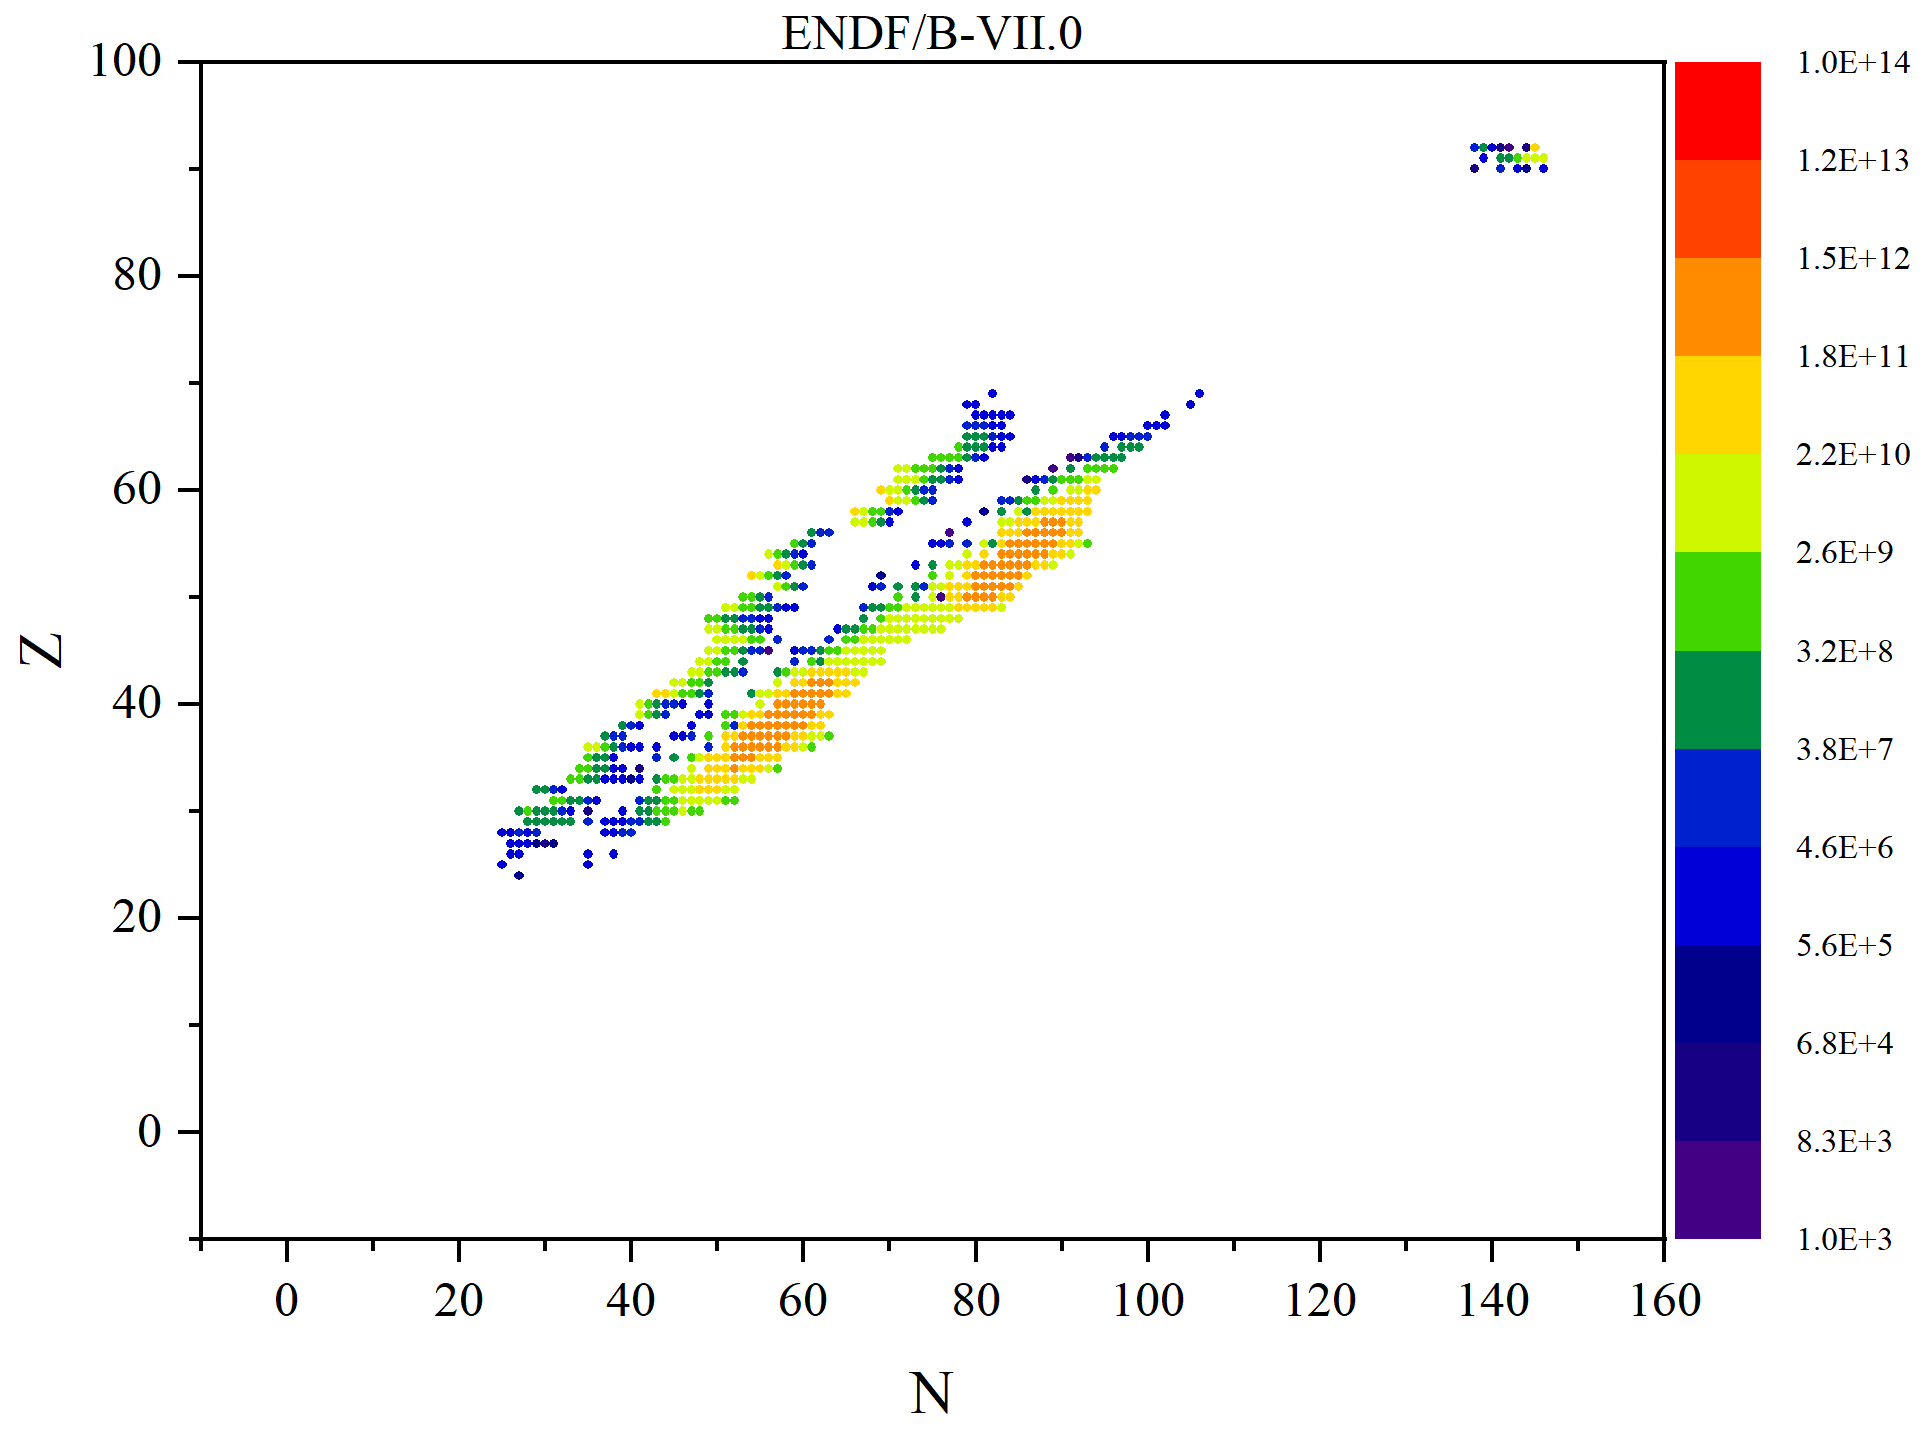 ENDF/B-VII.0
100
80
60
40
20
0
Z
0 20 40 60 80 100 120 140 160
N
1.0E+14
1.2E+13
1.5E+12
1.8E+11
2.2E+10
2.6E+9
3.2E+8
3.8E+7
4.6E+6
5.6E+5
6.8E+4
8.3E+3
1.0E+3